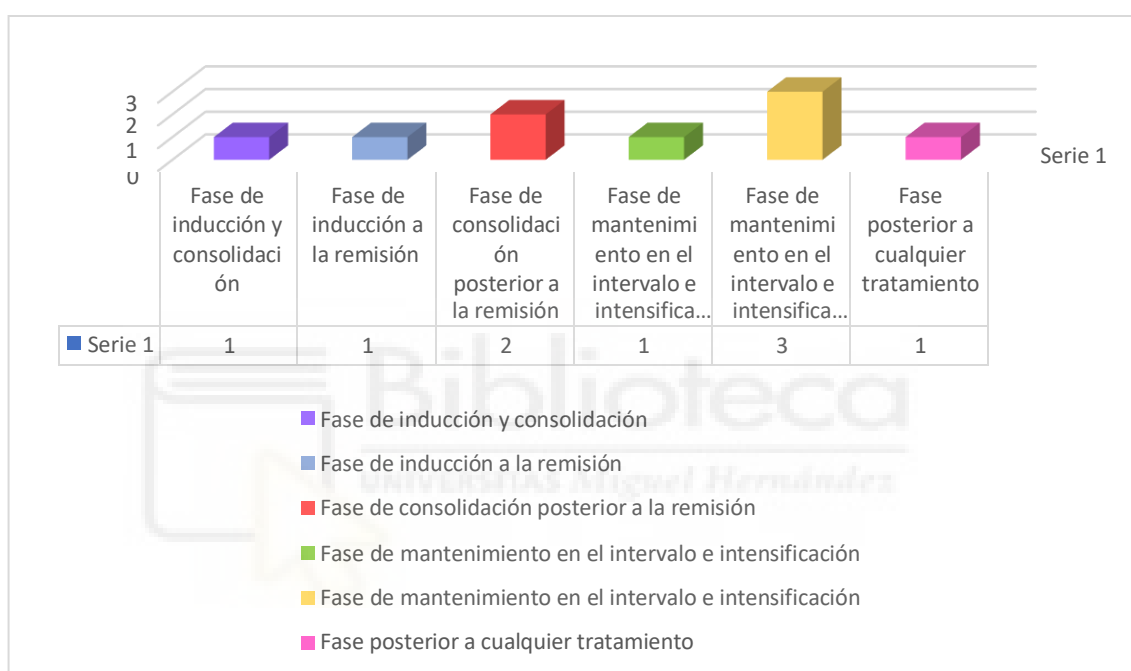 3
2
1
0
Serie 1
Fase de
inducción y
consolidaci
ón
Fase de
inducción a
la remisión
Fase de
consolidaci
ón
posterior a
la remisión
Fase de
mantenimi
ento en el
intervalo e
intensifica...
Fase de
mantenimi
ento en el
intervalo e
intensifica...
Fase
posterior a
cualquier
tratamiento
Serie 1 1 1 2 1 3 1
Biblioteca
UNIVERSITAS Miguel Hernández
Fase de inducción y consolidación
Fase de inducción a la remisión
Fase de consolidación posterior a la remisión
Fase de mantenimiento en el intervalo e intensificación
Fase de mantenimiento en el intervalo e intensificación
Fase posterior a cualquier tratamiento